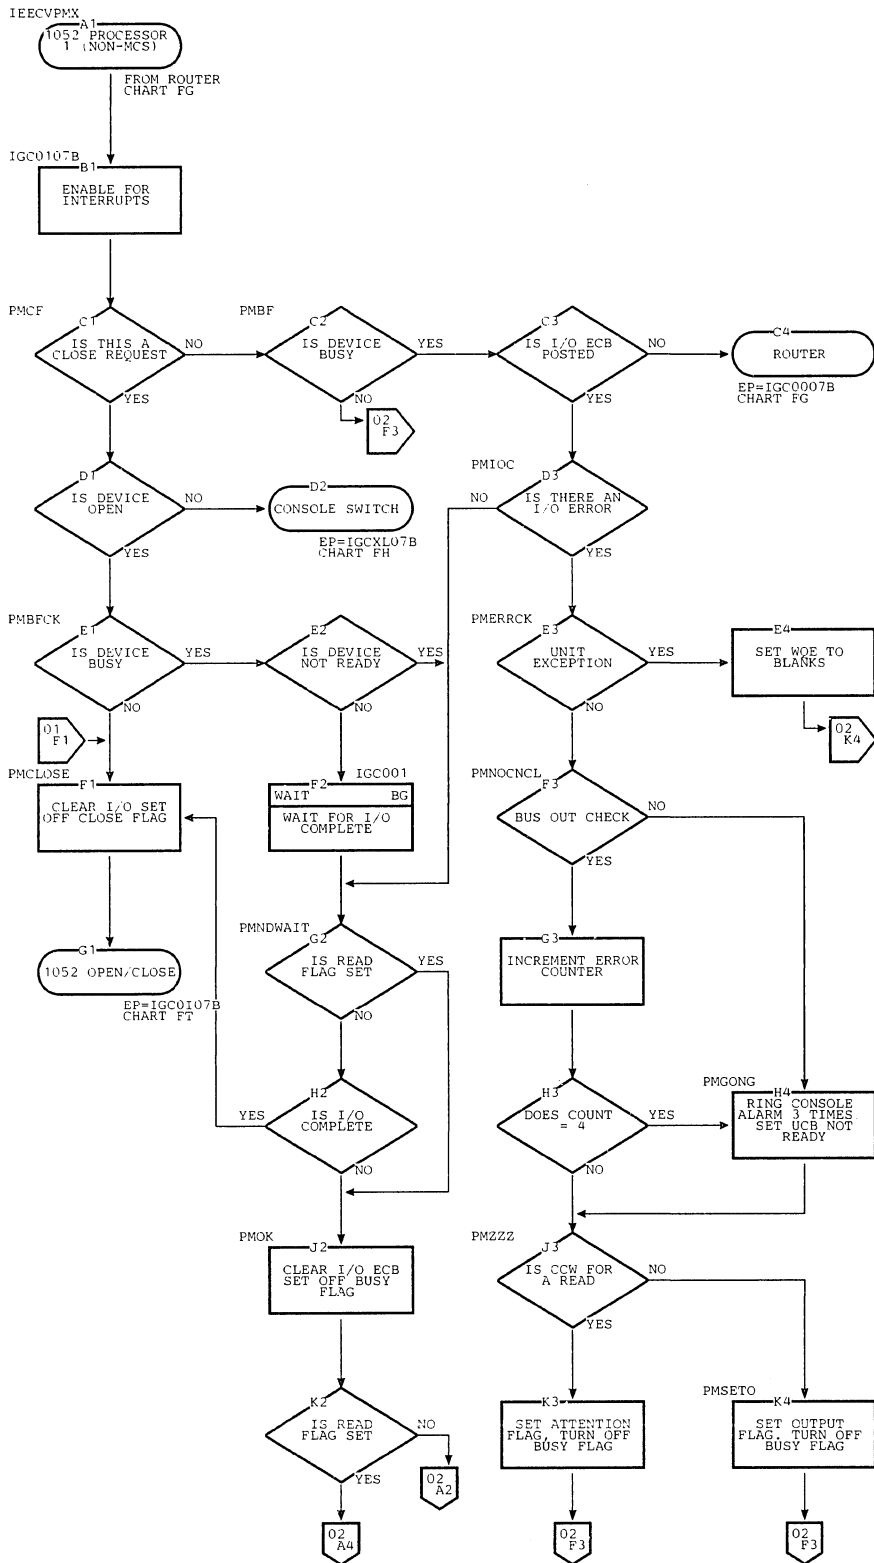 IEECVPMX
A1
1052 PROCESSOR
1 (NON-MCS)
FROM ROUTER
CHART FG
IGC0107B
B1
ENABLE FOR
INTERRUPTS
PMCF
C1
IS THIS A
CLOSE REQUEST
NO
YES
PMBF
C2
IS DEVICE
BUSY
YES
NO
02
F3
C3
IS I/O ECB
POSTED
NO
YES
C4
ROUTER
EP=IGC0007B
CHART FG
D1
IS DEVICE
OPEN
NO
YES
D2
CONSOLE SWITCH
EP=IGCXL07B
CHART FH
PMIOC
D3
IS THERE AN
I/O ERROR
NO
YES
PMBFCK
E1
IS DEVICE
BUSY
YES
NO
E2
IS DEVICE
NOT READY
YES
NO
PMERRCK
E3
UNIT
EXCEPTION
YES
NO
E4
SET WQE TO
BLANKS
02
K4
01
F1
PMCLOSE
F1
CLEAR I/O SET
OFF CLOSE FLAG
IGC001
F2
WAIT BG
WAIT FOR I/O
COMPLETE
PMNOCNCL
F3
BUS OUT CHECK
NO
YES
G1
1052 OPEN/CLOSE
EP=IGC0I07B
CHART FT
PMNDWAIT
G2
IS READ
FLAG SET
YES
NO
G3
INCREMENT ERROR
COUNTER
H2
IS I/O
COMPLETE
YES
NO
H3
DOES COUNT
= 4
YES
NO
PMGONG
H4
RING CONSOLE
ALARM 3 TIMES
SET UCB NOT
READY
PMOK
J2
CLEAR I/O ECB
SET OFF BUSY
FLAG
PMZZZ
J3
IS CCW FOR
A READ
NO
YES
K2
IS READ
FLAG SET
NO
YES
02
A2
02
A4
K3
SET ATTENTION
FLAG, TURN OFF
BUSY FLAG
02
F3
PMSETO
K4
SET OUTPUT
FLAG. TURN OFF
BUSY FLAG
02
F3